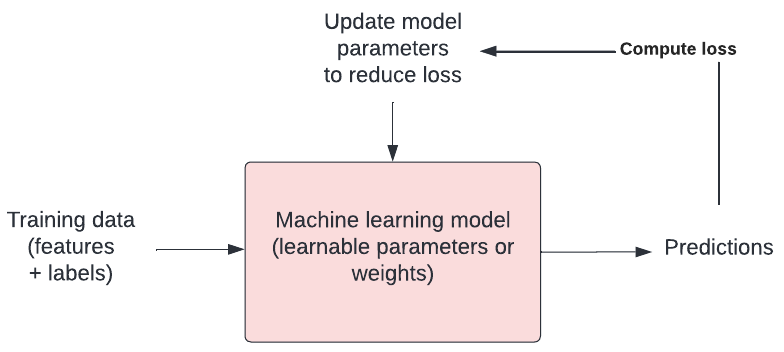 Update model
parameters
to reduce loss
Compute loss
Training data
(features
+ labels)
Machine learning model
(learnable parameters or
weights)
Predictions